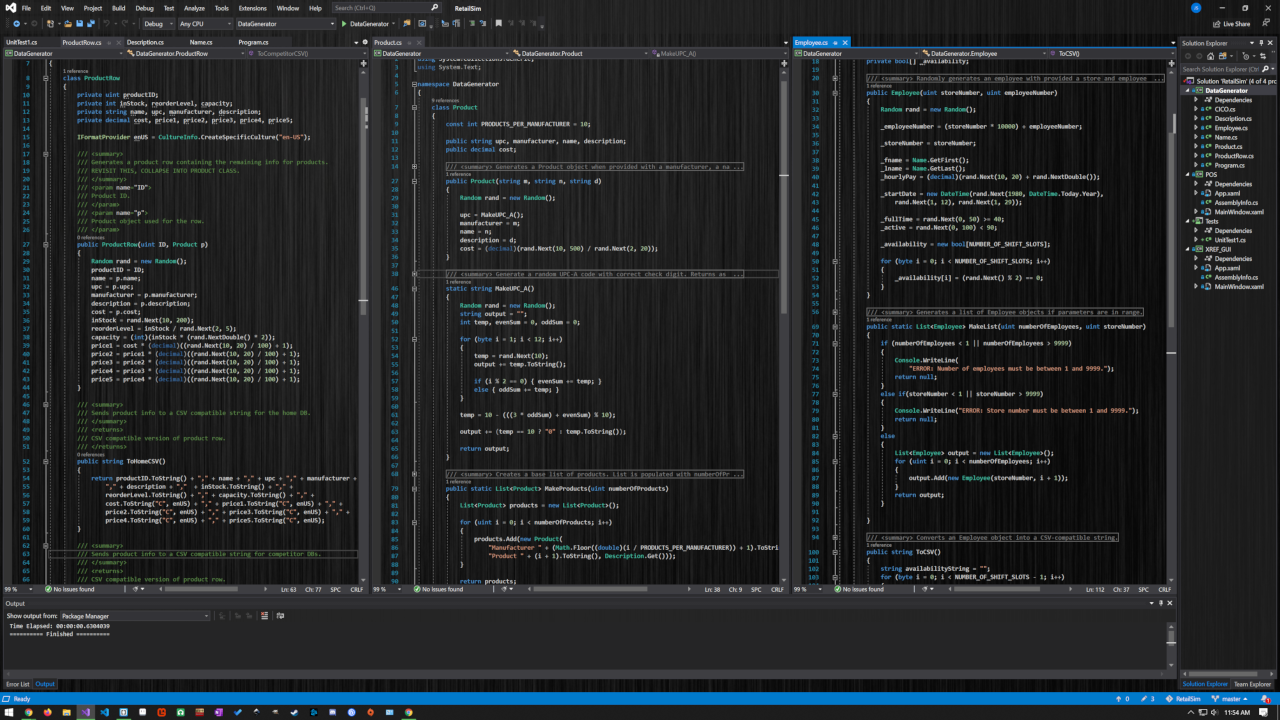 File Edit View Git Project Build Debug Test Analyze Tools Extensions Window Help Search (Ctrl+Q) RetailSim
Debug Any CPU DataGenerator DataGenerator Live Share
UnitTest1.cs ProductRow.cs Description.cs Name.cs Program.cs
DataGenerator DataGenerator.ProductRow ToCompetitorCSV()
1 reference
class ProductRow
{
private uint productID;
private int inStock, reorderLevel, capacity;
private string name, upc, manufacturer, description;
private decimal cost, price1, price2, price3, price4, price5;
IFormatProvider enUS = CultureInfo.CreateSpecificCulture("en-US");
/// <summary>
/// Generates a product row containing the remaining info for products.
/// REVISIT THIS, COLLAPSE INTO PRODUCT CLASS.
/// </summary>
/// <param name="ID">
/// Product ID.
/// </param>
/// <param name="p">
/// Product object used for the row.
/// </param>
0 references
public ProductRow(uint ID, Product p)
{
Random rand = new Random();
productID = ID;
name = p.name;
upc = p.upc;
manufacturer = p.manufacturer;
description = p.description;
cost = p.cost;
inStock = rand.Next(10, 200);
reorderLevel = inStock / rand.Next(2, 5);
capacity = (int)(inStock * (rand.NextDouble() * 2));
price1 = cost * (decimal)((rand.Next(10, 20) / 100) + 1);
price2 = price1 * (decimal)((rand.Next(10, 20) / 100) + 1);
price3 = price2 * (decimal)((rand.Next(10, 20) / 100) + 1);
price4 = price3 * (decimal)((rand.Next(10, 20) / 100) + 1);
price5 = price4 * (decimal)((rand.Next(10, 20) / 100) + 1);
}
/// <summary>
/// Sends product info to a CSV compatible string for the home DB.
/// </summary>
/// <returns>
/// CSV compatible version of product row.
/// </returns>
0 references
public string ToHomeCSV()
{
return productID.ToString() + "," + name + "," + upc + "," + manufacturer +
"," + description + "," + inStock.ToString() + "," +
reorderLevel.ToString() + "," + capacity.ToString() + "," +
cost.ToString("C", enUS) + "," + price1.ToString("C", enUS) + "," +
price2.ToString("C", enUS) + "," + price3.ToString("C", enUS) + "," +
price4.ToString("C", enUS) + "," + price5.ToString("C", enUS);
}
/// <summary>
/// Sends product info to a CSV compatible string for competitor DBs.
/// </summary>
/// <returns>
/// CSV compatible version of product row.
99 % No issues found Ln: 63 Ch: 77 SPC CRLF
Product.cs
DataGenerator DataGenerator.Product MakeUPC_A()
using System.Collections.Generic;
using System.Text;
namespace DataGenerator
{
9 references
class Product
{
const int PRODUCTS_PER_MANUFACTURER = 10;
public string upc, manufacturer, name, description;
public decimal cost;
/// <summary> Generates a Product object when provided with a manufacturer, a na ...
1 reference
public Product(string m, string n, string d)
{
Random rand = new Random();
upc = MakeUPC_A();
manufacturer = m;
name = n;
description = d;
cost = (decimal)(rand.Next(10, 500) / rand.Next(2, 20));
}
/// <summary> Generate a random UPC-A code with correct check digit. Returns as ...
1 reference
static string MakeUPC_A()
{
Random rand = new Random();
string output = "";
int temp, evenSum = 0, oddSum = 0;
for (byte i = 1; i < 12; i++)
{
temp = rand.Next(10);
output += temp.ToString();
if (i % 2 == 0) { evenSum += temp; }
else { oddSum += temp; }
}
temp = 10 - (((3 * oddSum) + evenSum) % 10);
output += (temp == 10 ? "0" : temp.ToString());
return output;
}
/// <summary> Creates a base list of products. List is populated with numberOfPr ...
1 reference
public static List<Product> MakeProducts(uint numberOfProducts)
{
List<Product> products = new List<Product>();
for (uint i = 0; i < numberOfProducts; i++)
{
products.Add(new Product(
"Manufacturer " + (Math.Floor((double)(i / PRODUCTS_PER_MANUFACTURER)) + 1).ToStri
"Product " + (i + 1).ToString(), Description.Get()));
}
return products;
99 % No issues found Ln: 38 Ch: 9 SPC CRLF
Employee.cs
DataGenerator DataGenerator.Employee ToCSV()
private bool[] _availability;
/// <summary> Randomly generates an employee with provided a store and employee ...
1 reference
public Employee(uint storeNumber, uint employeeNumber)
{
Random rand = new Random();
_employeeNumber = (storeNumber * 10000) + employeeNumber;
_storeNumber = storeNumber;
_fname = Name.GetFirst();
_lname = Name.GetLast();
_hourlyPay = (decimal)(rand.Next(10, 20) + rand.NextDouble());
_startDate = new DateTime(rand.Next(1980, DateTime.Today.Year),
rand.Next(1, 12), rand.Next(1, 29));
_fullTime = rand.Next(0, 50) >= 40;
_active = rand.Next(0, 100) < 90;
_availability = new bool[NUMBER_OF_SHIFT_SLOTS];
for (byte i = 0; i < NUMBER_OF_SHIFT_SLOTS; i++)
{
_availability[i] = (rand.Next() % 2) == 0;
}
}
/// <summary> Generates a list of Employee objects if parameters are in range.
1 reference
public static List<Employee> MakeList(uint numberOfEmployees, uint storeNumber)
{
if (numberOfEmployees < 1 || numberOfEmployees > 9999)
{
Console.WriteLine(
"ERROR: Number of employees must be between 1 and 9999.");
return null;
}
else if(storeNumber < 1 || storeNumber > 9999)
{
Console.WriteLine("ERROR: Store number must be between 1 and 9999.");
return null;
}
else
{
List<Employee> output = new List<Employee>();
for (uint i = 0; i < numberOfEmployees; i++)
{
output.Add(new Employee(storeNumber, i + 1));
}
return output;
}
}
/// <summary> Converts an Employee object into a CSV-compatible string.
1 reference
public string ToCSV()
{
string availabilityString = "";
for (byte i = 0; i < NUMBER_OF_SHIFT_SLOTS - 1; i++)
99 % No issues found Ln: 112 Ch: 37 SPC CRLF
Solution Explorer
Search Solution Explorer (Ctrl+;)
Solution 'RetailSim' (4 of 4 pr
DataGenerator
Dependencies
CICO.cs
Description.cs
Employee.cs
Name.cs
Product.cs
ProductRow.cs
Program.cs
POS
Dependencies
App.xaml
AssemblyInfo.cs
MainWindow.xaml
Tests
Dependencies
UnitTest1.cs
XREF_GUI
Dependencies
App.xaml
AssemblyInfo.cs
MainWindow.xaml
Solution Explorer Team Explorer
Output
Show output from: Package Manager
Time Elapsed: 00:00:00.6304039
========== Finished ==========
Error List Output
Ready 0 3 RetailSim master
11:54 AM